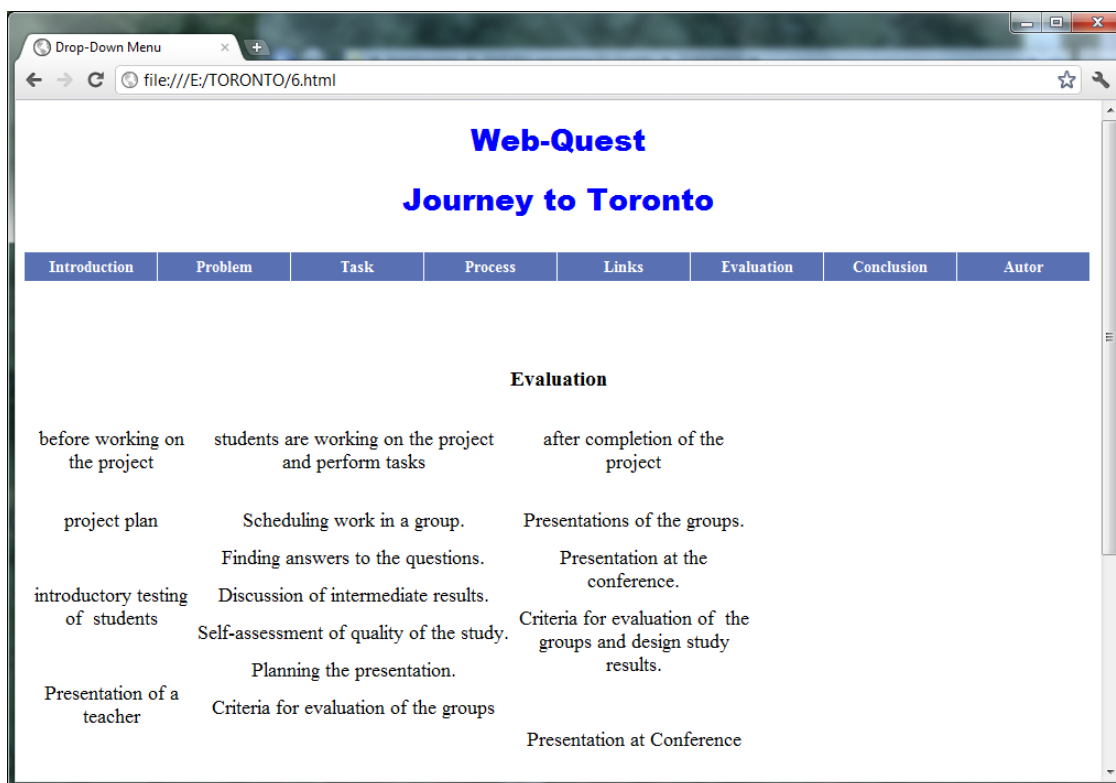 Drop-Down Menu
file:///E:/TORONTO/6.html
Web-Quest
Journey to Toronto
Introduction Problem Task Process Links Evaluation Conclusion Autor
Evaluation
before working on
the project
students are working on the project
and perform tasks
after completion of the
project
project plan
introductory testing
of students
Presentation of a
teacher
Scheduling work in a group.
Finding answers to the questions.
Discussion of intermediate results.
Self-assessment of quality of the study.
Planning the presentation.
Criteria for evaluation of the groups
Presentations of the groups.
Presentation at the
conference.
Criteria for evaluation of the
groups and design study
results.
Presentation at Conference